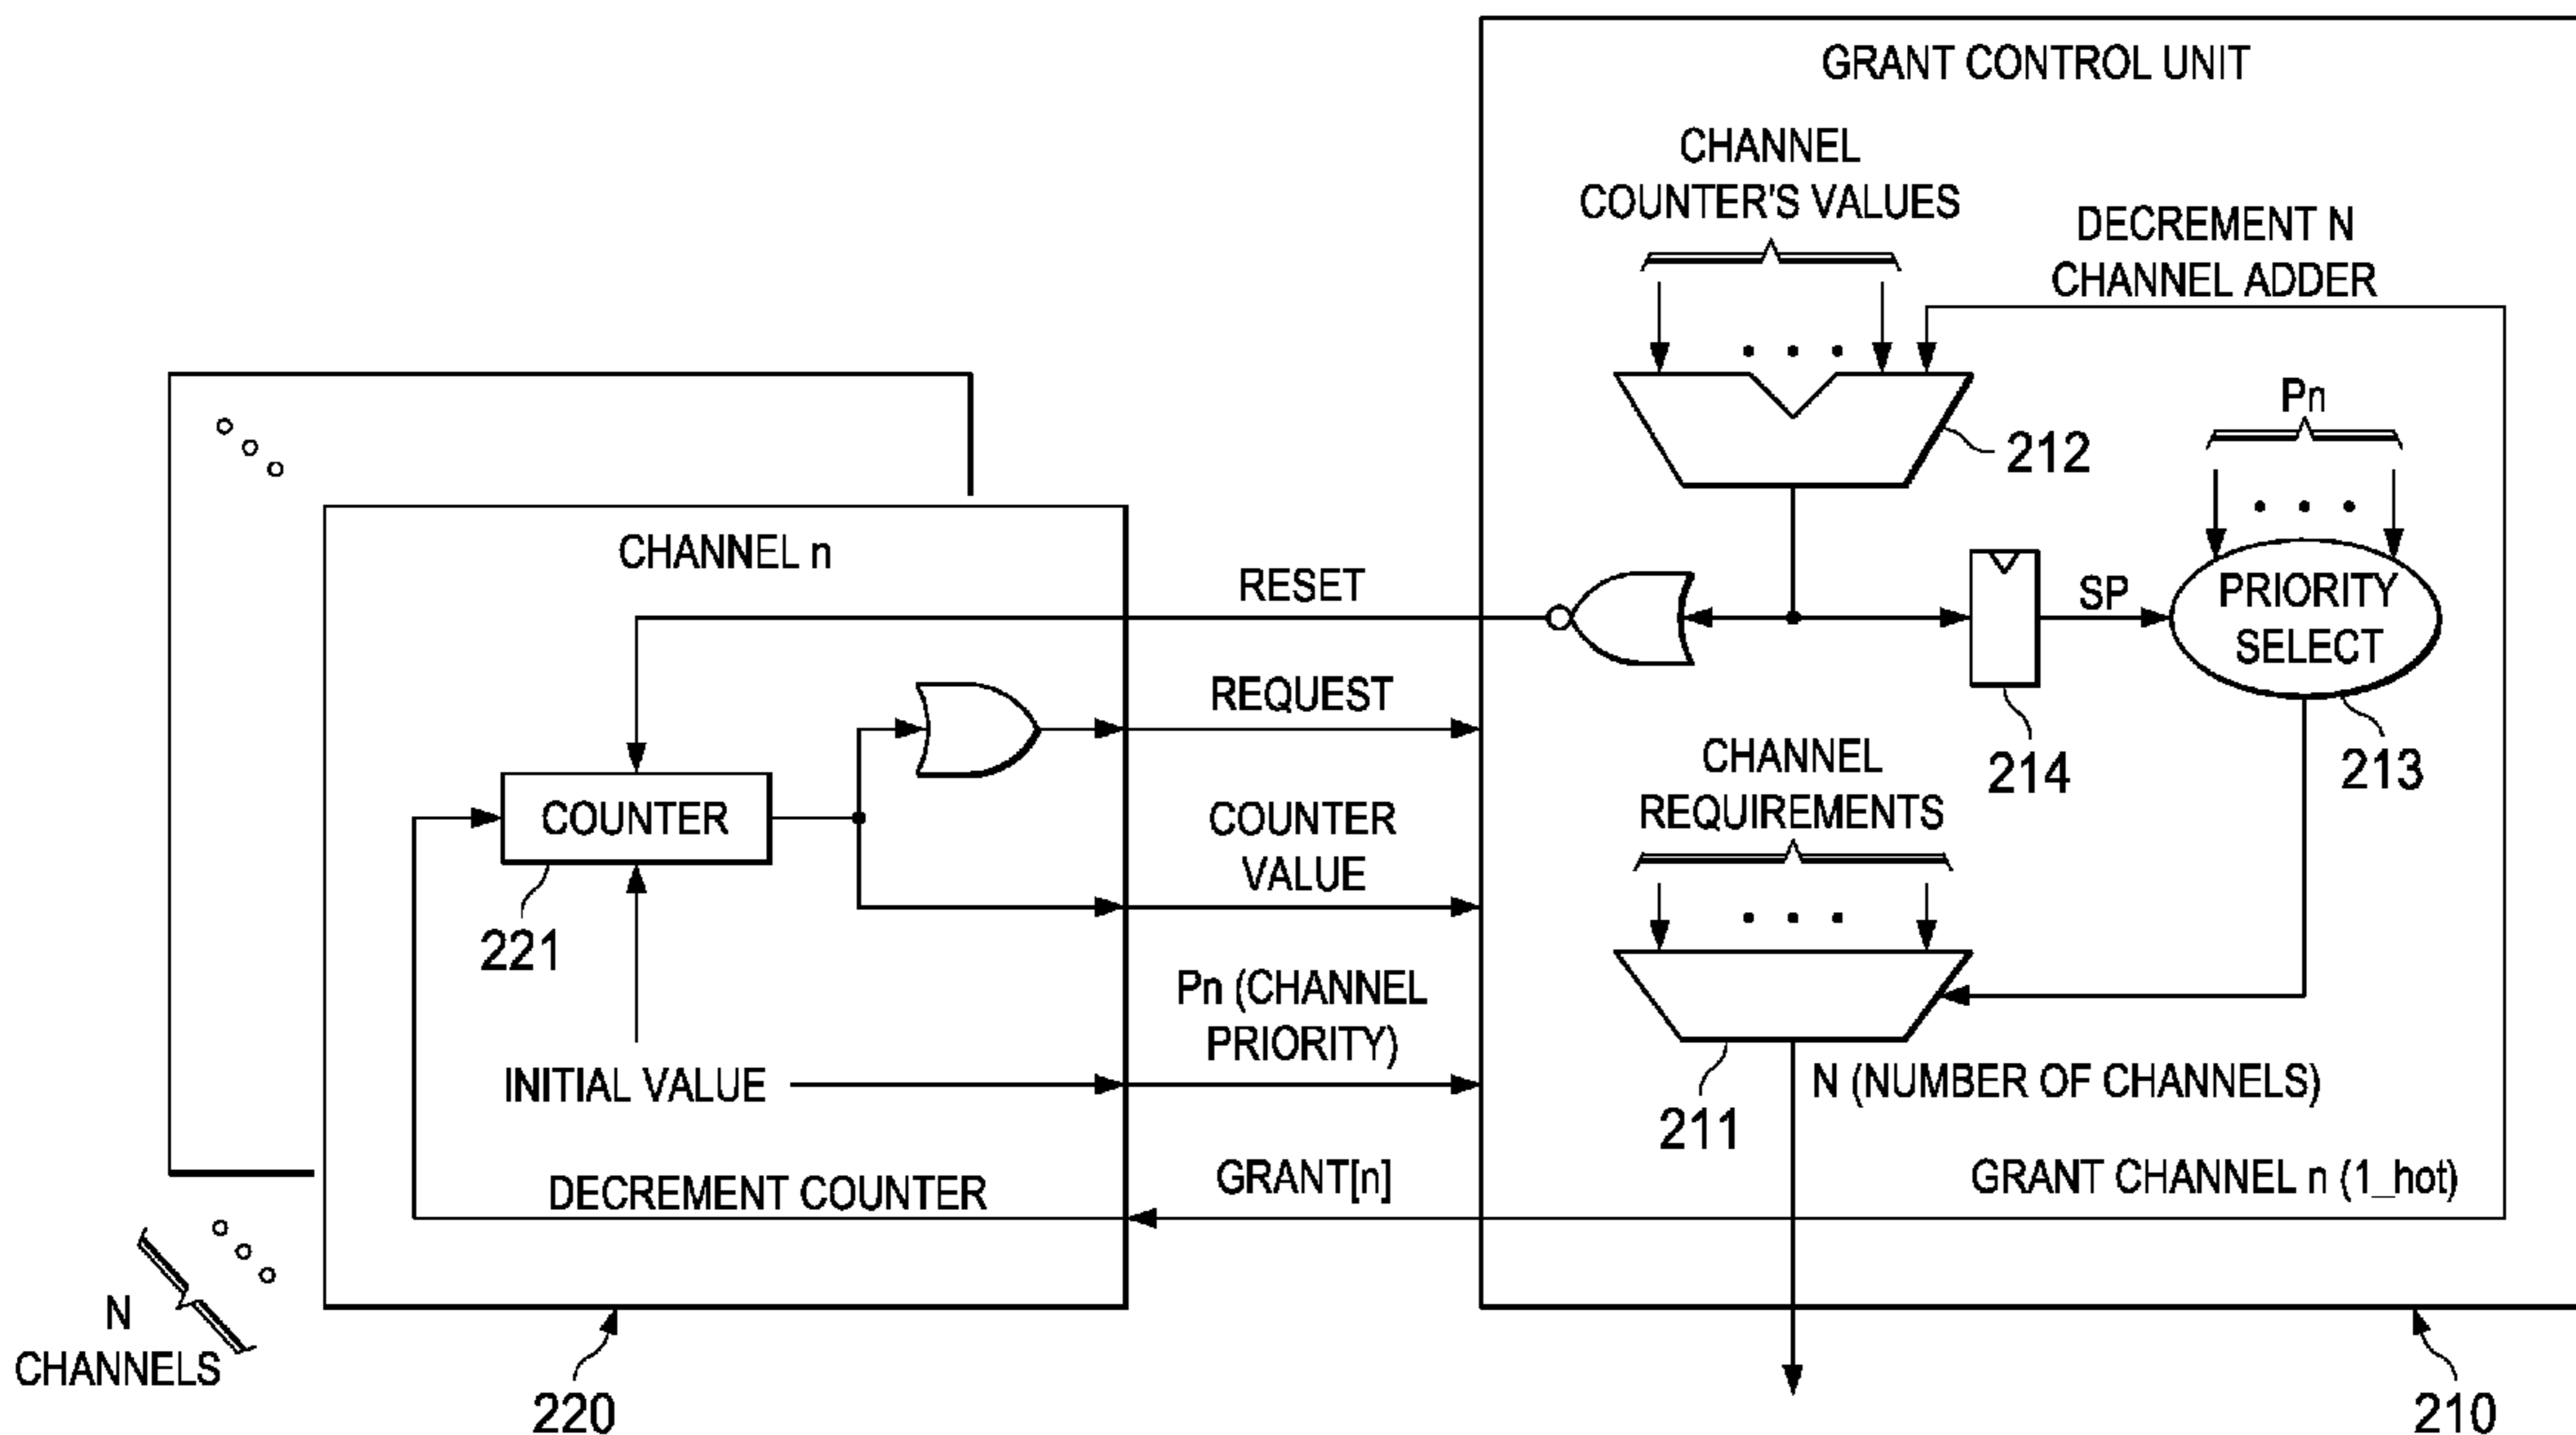 GRANT CONTROL UNIT
CHANNEL
COUNTER'S VALUES
DECREMENT N
CHANNEL ADDER
Pn
212
CHANNEL n
RESET
SP
PRIORITY
SELECT
REQUEST
214
213
CHANNEL
REQUIREMENTS
COUNTER
221
COUNTER
VALUE
Pn (CHANNEL
PRIORITY)
INITIAL VALUE
N (NUMBER OF CHANNELS)
211
DECREMENT COUNTER
GRANT[n]
GRANT CHANNEL n (1_hot)
N
CHANNELS
220
210